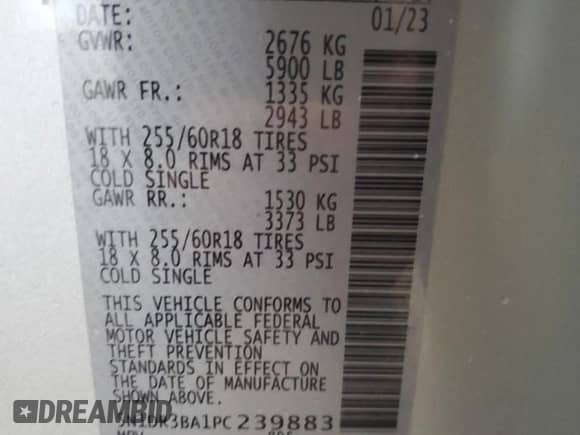 DATE: 01/23
GVWR: 2676 KG
5900 LB
GAWR FR.: 1335 KG
2943 LB
WITH 255/60R18 TIRES
18 X 8.0 RIMS AT 33 PSI
COLD SINGLE
GAWR RR.: 1530 KG
3373 LB
WITH 255/60R18 TIRES
18 X 8.0 RIMS AT 33 PSI
COLD SINGLE
THIS VEHICLE CONFORMS TO
ALL APPLICABLE FEDERAL
MOTOR VEHICLE SAFETY AND
THEFT PREVENTION
STANDARDS IN EFFECT ON
THE DATE OF MANUFACTURE
SHOWN ABOVE.
5N1DR3BA1PC239883
DREAMBID